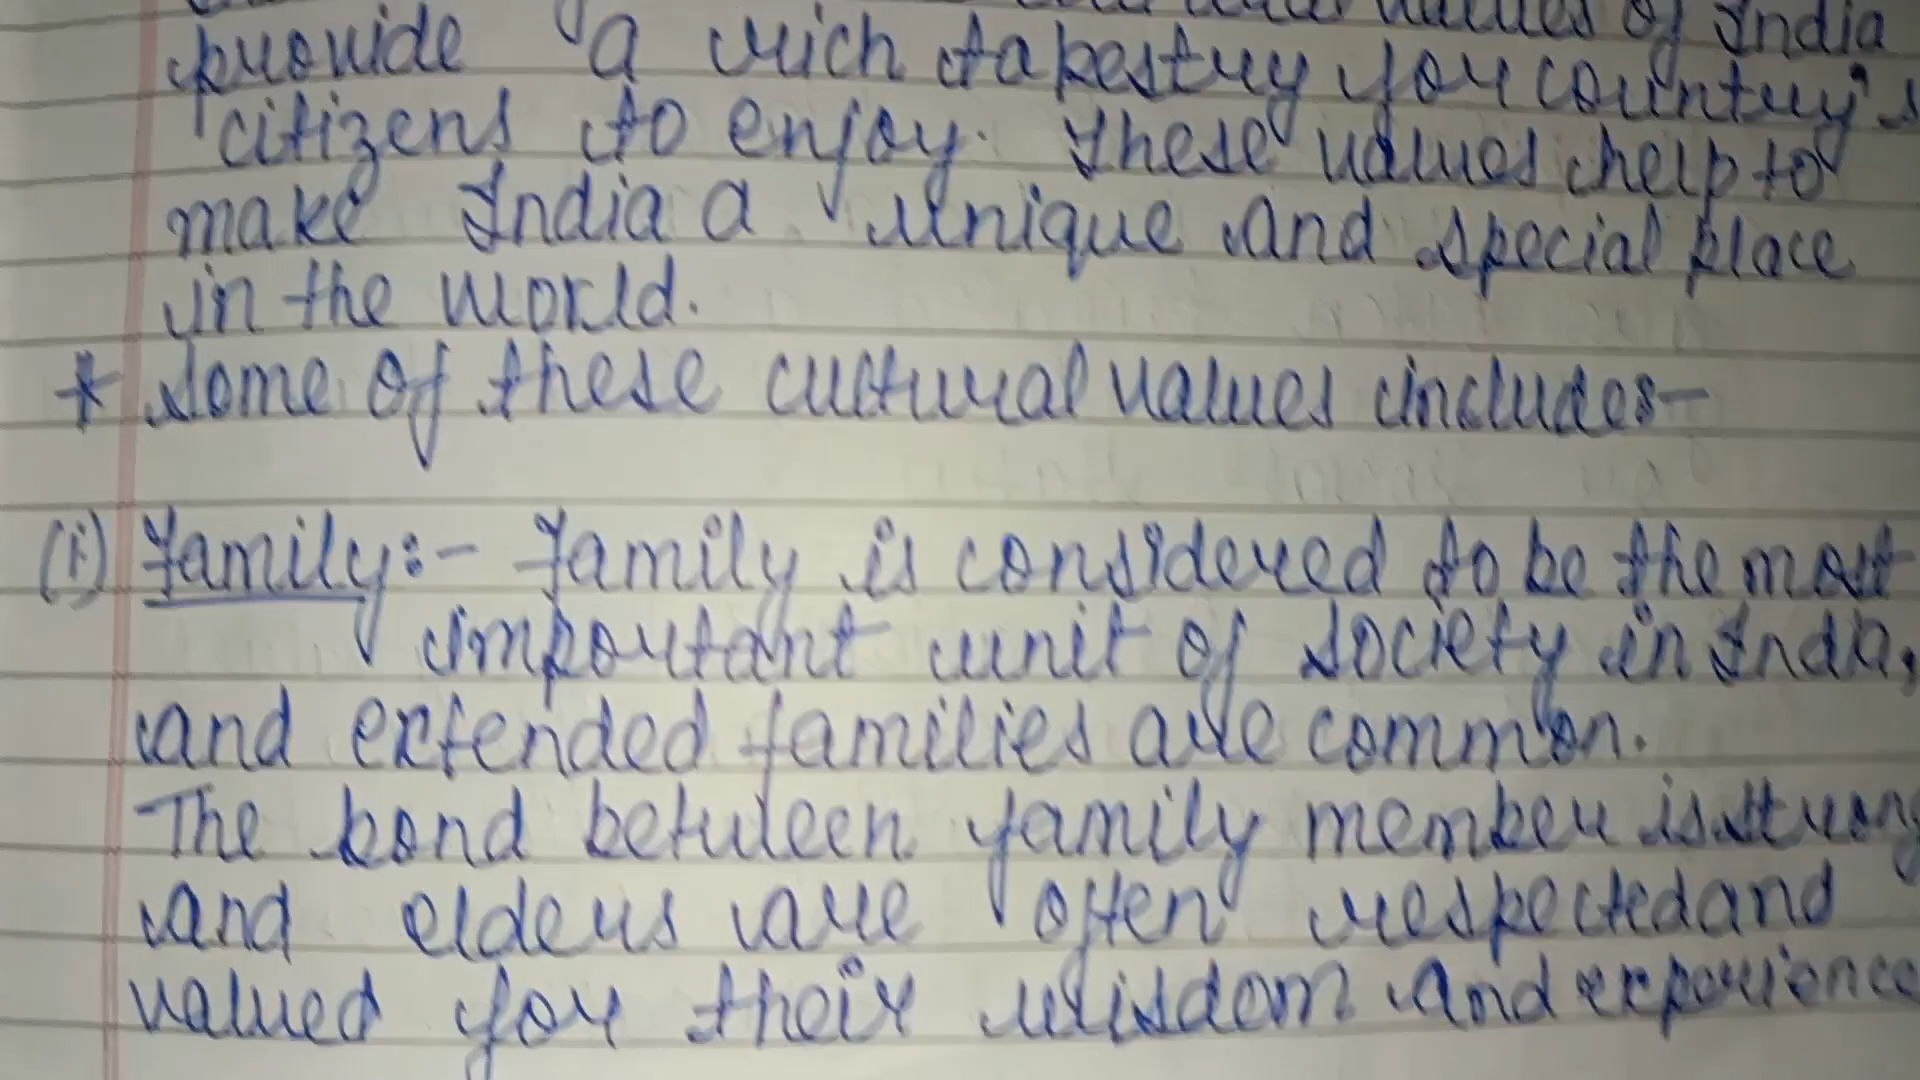 values of India
provide a rich tapestry for country's
citizens to enjoy. These values help to
make India a unique and special place
in the world.
* Some of these cultural values includes-
(i) Family:- Family is considered to be the most
important unit of society in India,
and extended families are common.
The bond between family member is strong
and elders are often respected and
valued for their wisdom and experience